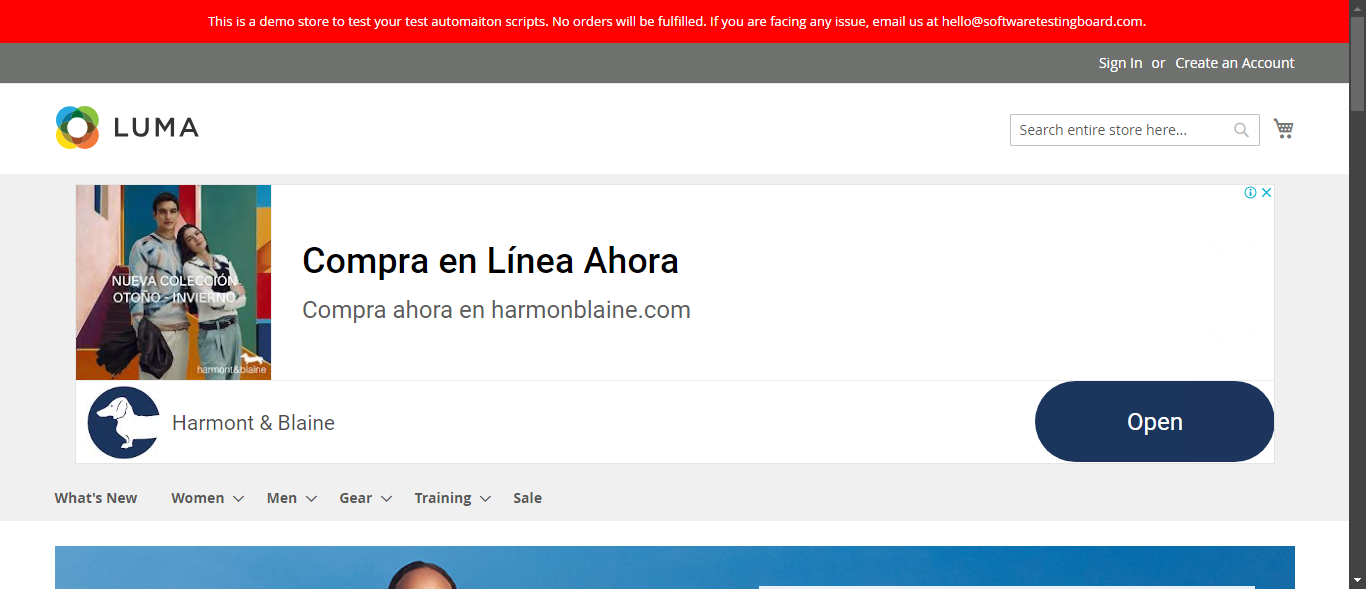 This is a demo store to test your test automaiton scripts. No orders will be fulfilled. If you are facing any issue, email us at hello@softwaretestingboard.com.
Sign In or Create an Account
LUMA
Search entire store here...
NUEVA COLECCIÓN
OTOÑO - INVIERNO
harmont&blaine
Compra en Línea Ahora
Compra ahora en harmonblaine.com
Harmont & Blaine
Open
What's New Women Men Gear Training Sale